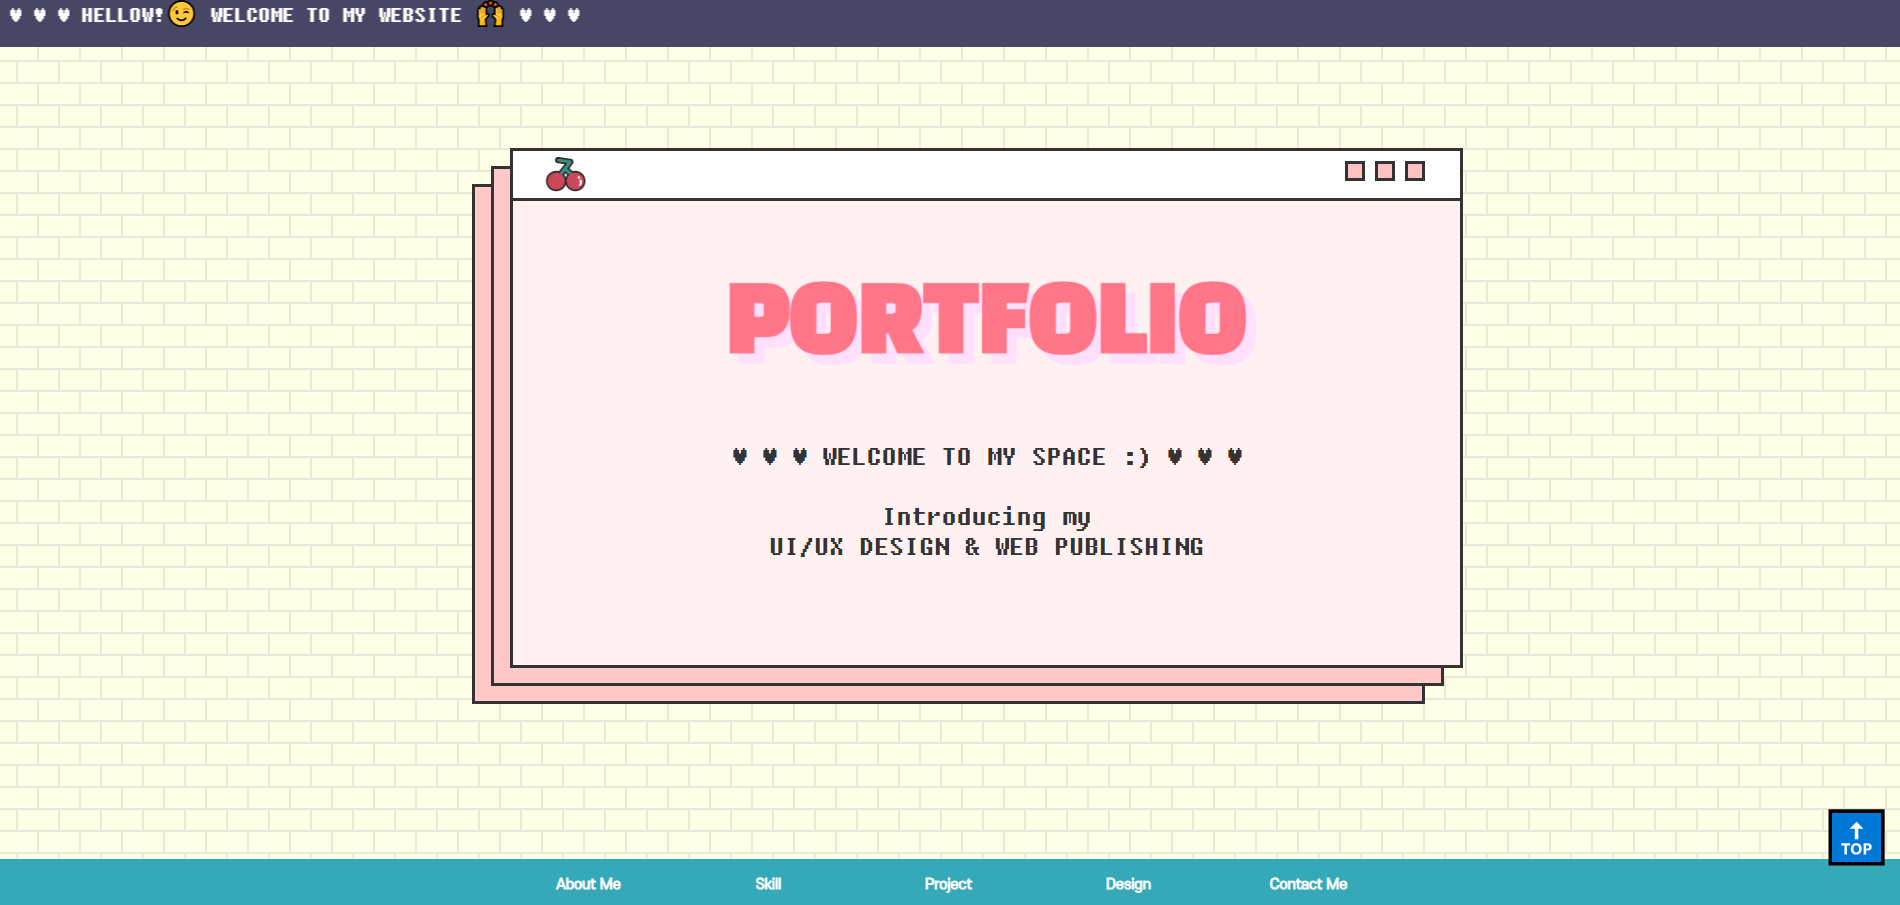 ♥ ♥ ♥ HELLOW!😉 WELCOME TO MY WEBSITE 🙌 ♥ ♥ ♥
PORTFOLIO
♥ ♥ ♥ WELCOME TO MY SPACE :) ♥ ♥ ♥
Introducing my
UI/UX DESIGN & WEB PUBLISHING
TOP
About Me Skill Project Design Contact Me